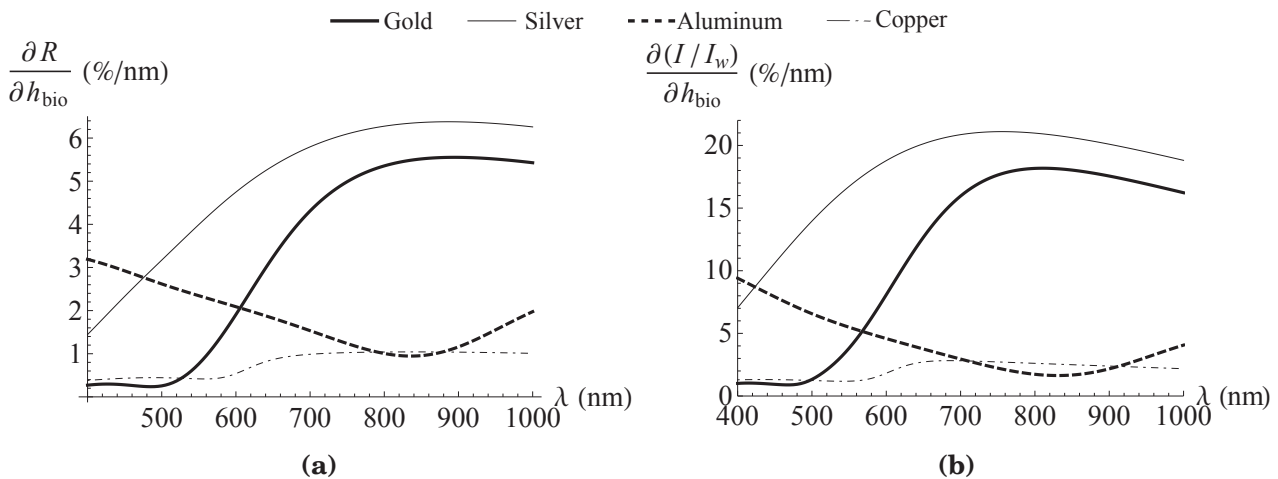 Gold Silver Aluminum Copper
∂R
∂h_bio (%/nm)
6
5
4
3
2
1
500 600 700 800 900 1000 λ (nm)
(a)
∂(I/I_w)
∂h_bio (%/nm)
20
15
10
5
0
400 500 600 700 800 900 1000 λ (nm)
(b)